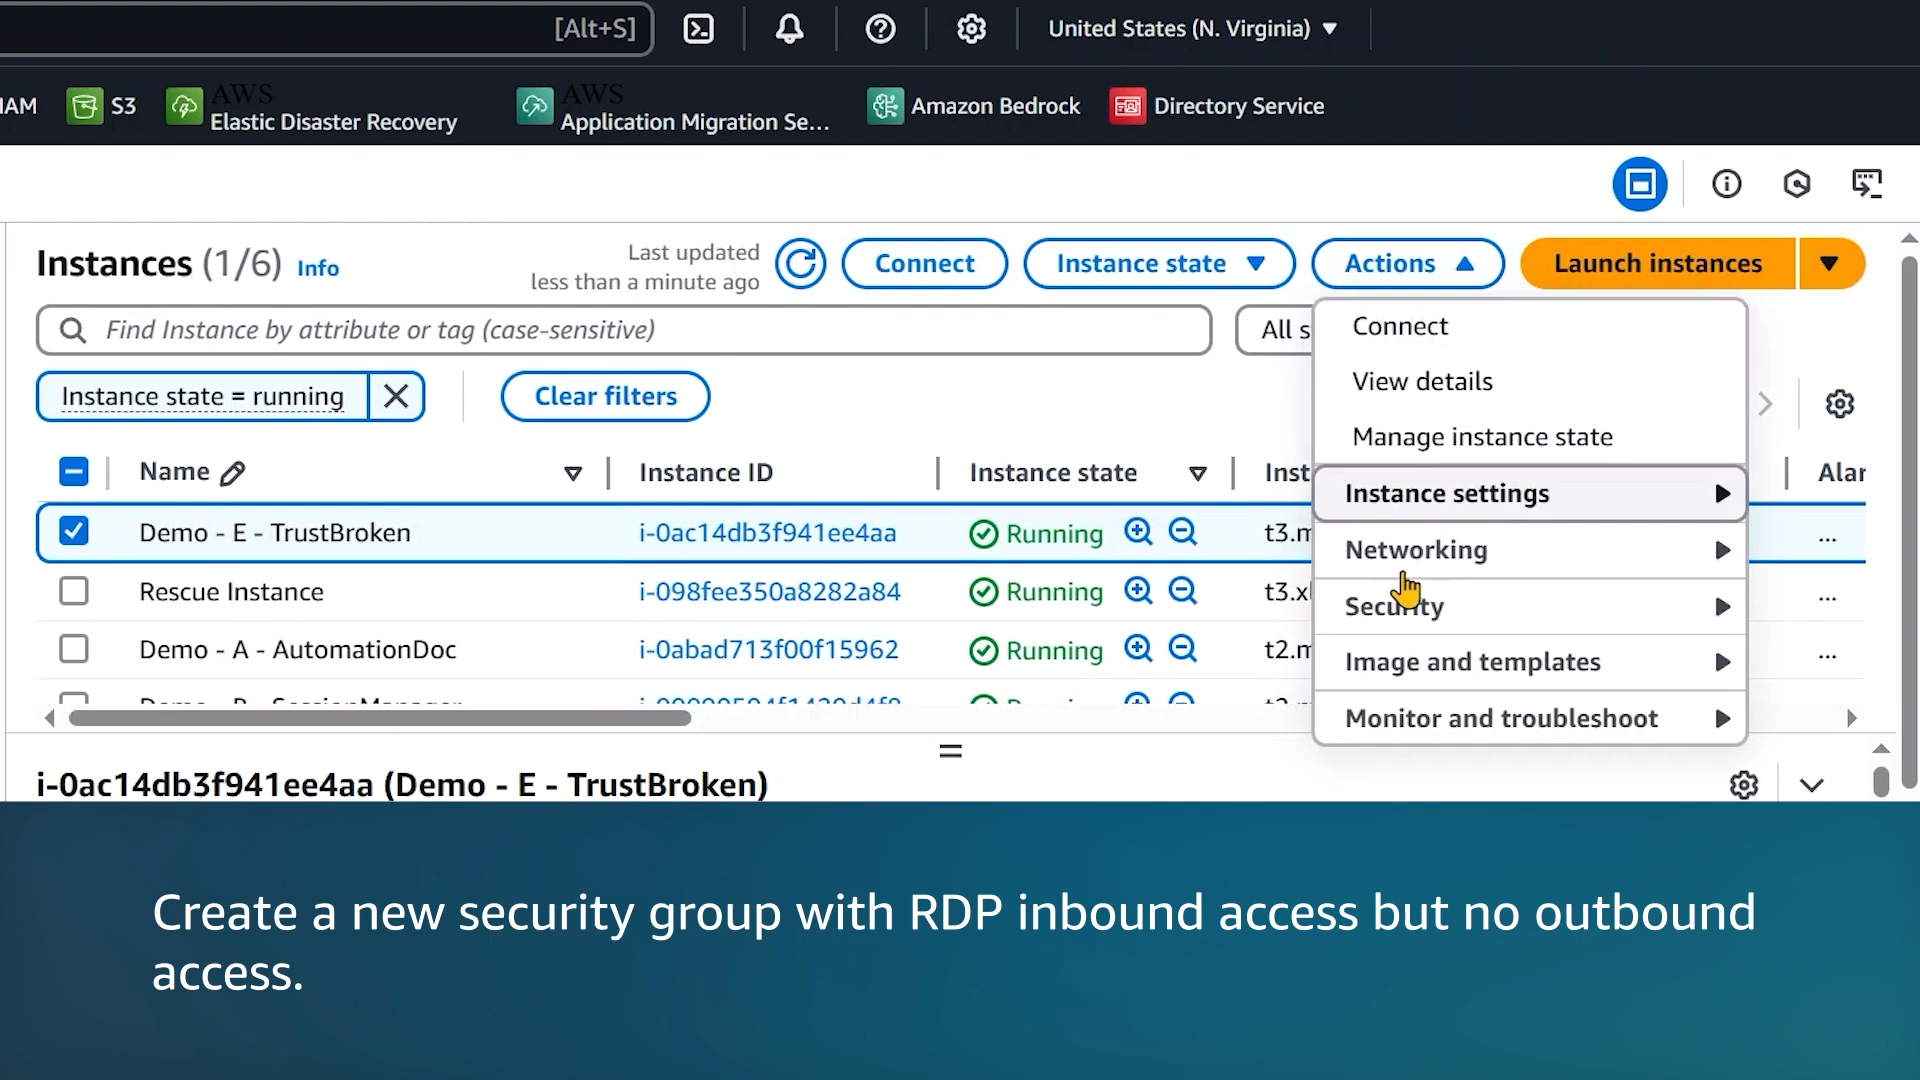 [Alt+S]
United States (N. Virginia)
IAM
S3
AWS
Elastic Disaster Recovery
AWS
Application Migration Se...
Amazon Bedrock
Directory Service
Instances (1/6) Info
Last updated
less than a minute ago
Connect
Instance state
Actions
Launch instances
Find Instance by attribute or tag (case-sensitive)
All s
Instance state = running
Clear filters
Connect
View details
Manage instance state
Instance settings
Networking
Security
Image and templates
Monitor and troubleshoot
Name Instance ID Instance state Inst Alar
Demo - E - TrustBroken i-0ac14db3f941ee4aa Running t3.m ...
Rescue Instance i-098fee350a8282a84 Running t3.xl ...
Demo - A - AutomationDoc i-0abad713f00f15962 Running t2.m ...
i-0ac14db3f941ee4aa (Demo - E - TrustBroken)
Create a new security group with RDP inbound access but no outbound
access.